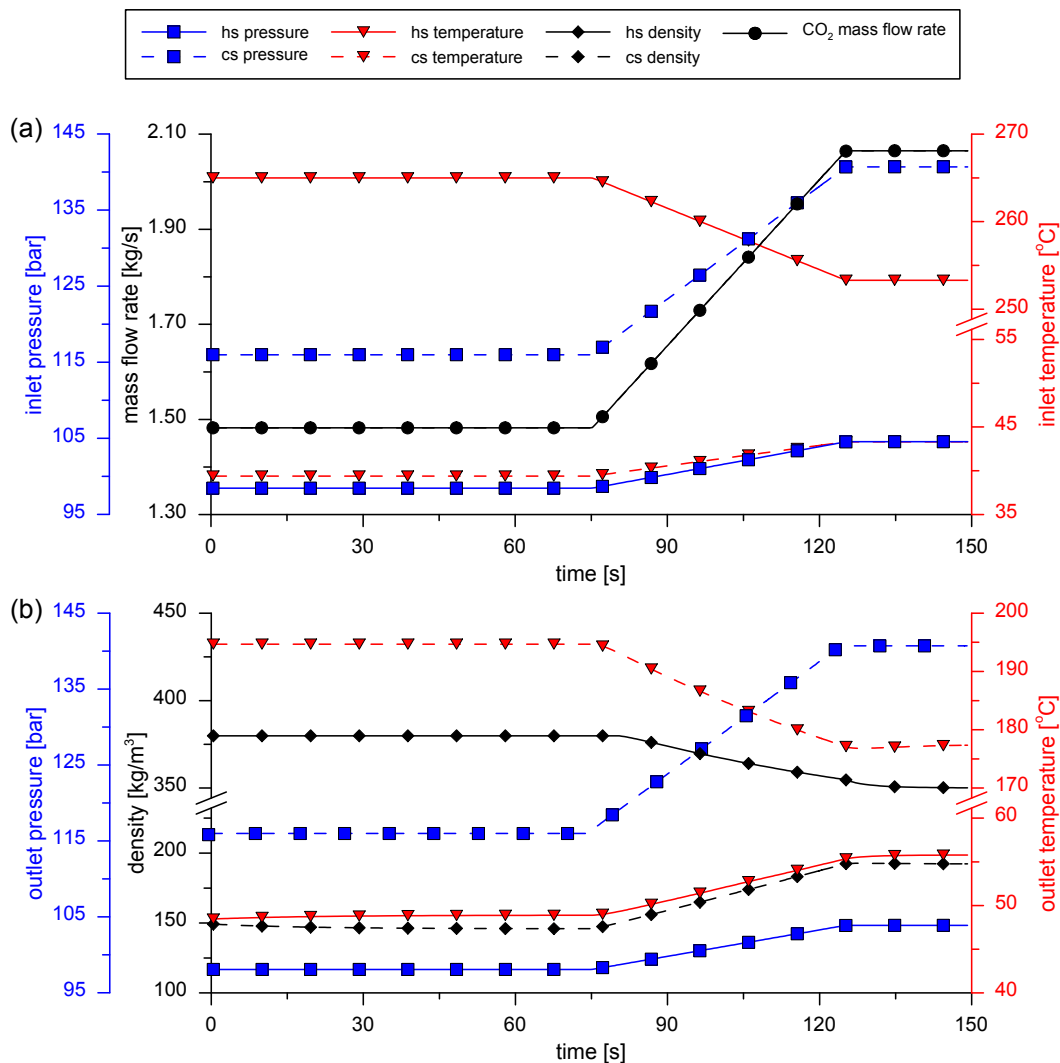 hs pressure hs temperature hs density CO₂ mass flow rate
cs pressure cs temperature cs density
(a)
145 2.10 270
135 1.90 260
125 1.70 250
115 1.50 55
105 45
95 1.30 35
inlet pressure [bar]
mass flow rate [kg/s]
inlet temperature [°C]
0 30 60 90 120 150
time [s]
(b)
145 450 200
135 400 190
125 350 180
115 200 170
105 150 60
95 100 50
40
outlet pressure [bar]
density [kg/m³]
outlet temperature [°C]
0 30 60 90 120 150
time [s]